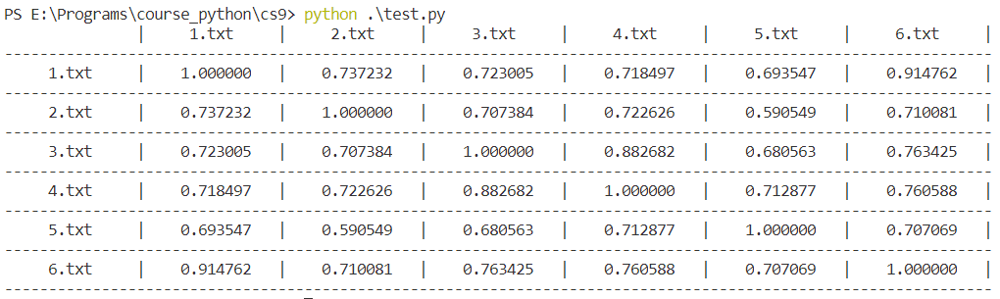 PS E:\Programs\course_python\cs9> python .\test.py
| 1.txt | 2.txt | 3.txt | 4.txt | 5.txt | 6.txt |
-----------------------------------------------------------------------------------------------------------------
1.txt | 1.000000 | 0.737232 | 0.723005 | 0.718497 | 0.693547 | 0.914762 |
-----------------------------------------------------------------------------------------------------------------
2.txt | 0.737232 | 1.000000 | 0.707384 | 0.722626 | 0.590549 | 0.710081 |
-----------------------------------------------------------------------------------------------------------------
3.txt | 0.723005 | 0.707384 | 1.000000 | 0.882682 | 0.680563 | 0.763425 |
-----------------------------------------------------------------------------------------------------------------
4.txt | 0.718497 | 0.722626 | 0.882682 | 1.000000 | 0.712877 | 0.760588 |
-----------------------------------------------------------------------------------------------------------------
5.txt | 0.693547 | 0.590549 | 0.680563 | 0.712877 | 1.000000 | 0.707069 |
-----------------------------------------------------------------------------------------------------------------
6.txt | 0.914762 | 0.710081 | 0.763425 | 0.760588 | 0.707069 | 1.000000 |
-----------------------------------------------------------------------------------------------------------------